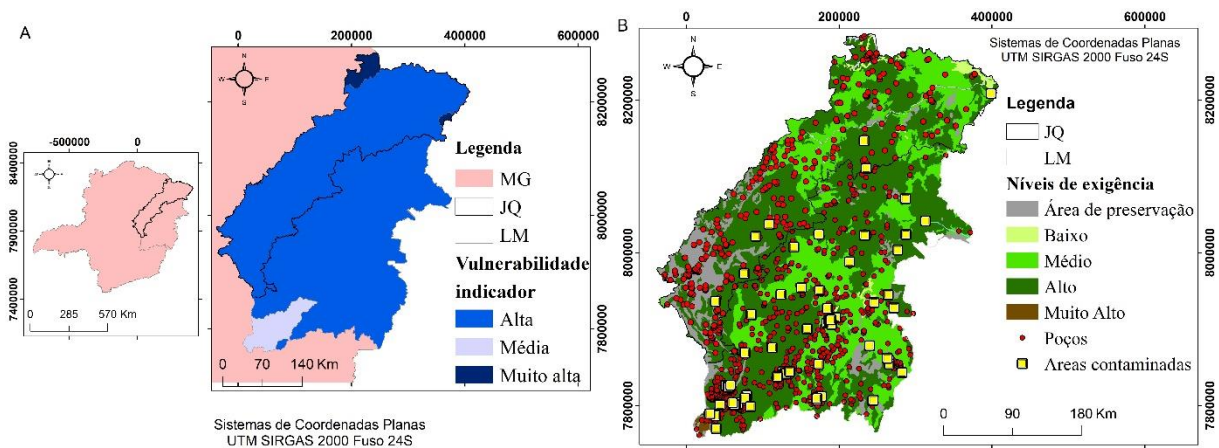 A
0 200000 400000 600000
N
W E
S
8200000
8000000
7800000
-500000 0
8400000
7900000
7400000
0 285 570 Km
Legenda
MG
JQ
LM
Vulnerabilidade
indicador
Alta
Média
Muito alta
0 70 140 Km
Sistemas de Coordenadas Planas
UTM SIRGAS 2000 Fuso 24S
B
0 200000 400000 600000
N
W E
S
8200000
8000000
7800000
Sistemas de Coordenadas Planas
UTM SIRGAS 2000 Fuso 24S
Legenda
JQ
LM
Níveis de exigência
Área de preservação
Baixo
Médio
Alto
Muito Alto
Poços
Areas contaminadas
0 90 180 Km